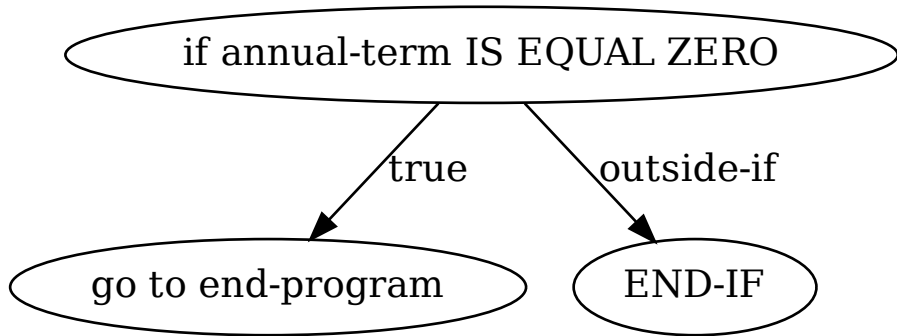 if annual-term IS EQUAL ZERO
true
outside-if
go to end-program
END-IF